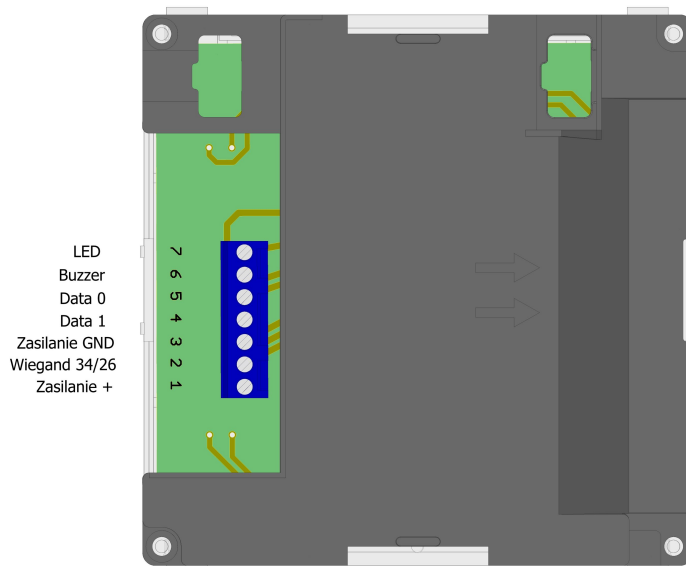 LED 7
Buzzer 6
Data 0 5
Data 1 4
Zasilanie GND 3
Wiegand 34/26 2
Zasilanie + 1